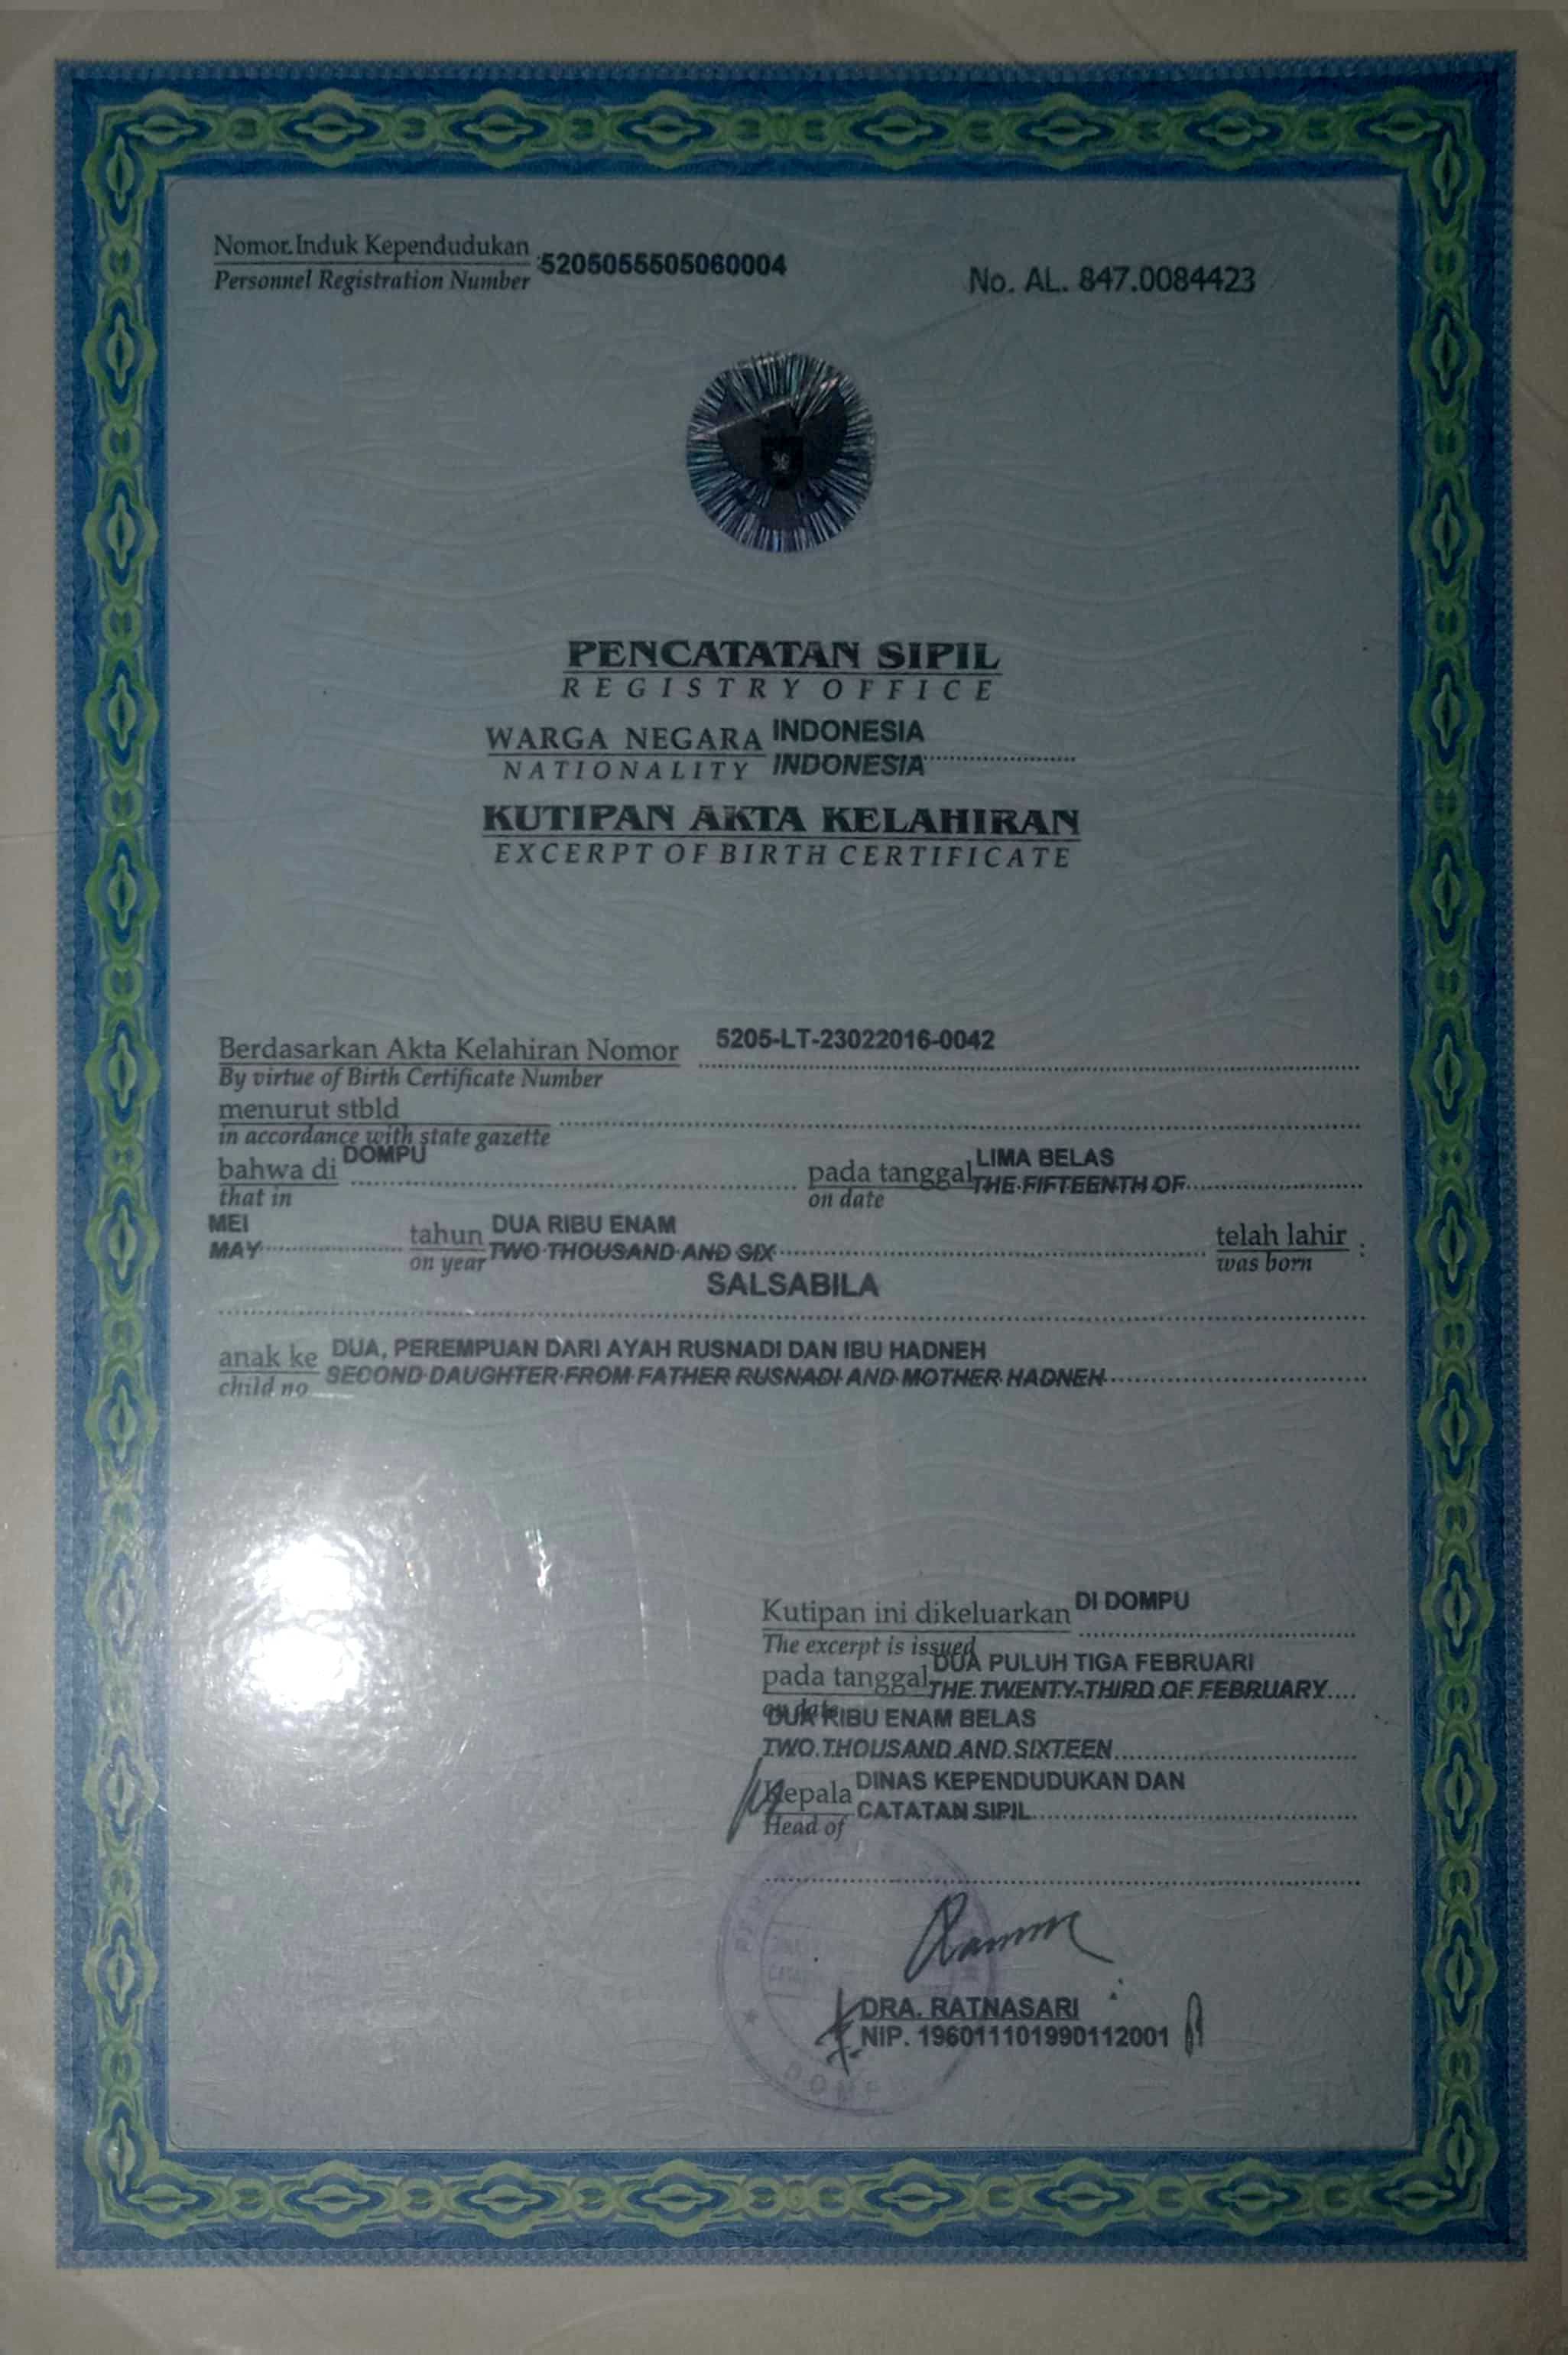 Nomor Induk Kependudukan
Personnel Registration Number :5205055505060004
No. AL. 847.0084423
PENCATATAN SIPIL
REGISTRY OFFICE
WARGA NEGARA INDONESIA
NATIONALITY INDONESIA
KUTIPAN AKTA KELAHIRAN
EXCERPT OF BIRTH CERTIFICATE
Berdasarkan Akta Kelahiran Nomor 5205-LT-23022016-0042
By virtue of Birth Certificate Number
menurut stbld
in accordance with state gazette
bahwa di DOMPU pada tanggal LIMA BELAS
that in on date THE FIFTEENTH OF
MEI tahun DUA RIBU ENAM telah lahir :
MAY on year TWO THOUSAND AND SIX was born
SALSABILA
anak ke DUA, PEREMPUAN DARI AYAH RUSNADI DAN IBU HADNEH
child no SECOND DAUGHTER FROM FATHER RUSNADI AND MOTHER HADNEH
Kutipan ini dikeluarkan DI DOMPU
The excerpt is issued
pada tanggal DUA PULUH TIGA FEBRUARI
on date THE TWENTY-THIRD OF FEBRUARY
DUA RIBU ENAM BELAS
TWO THOUSAND AND SIXTEEN
Kepala DINAS KEPENDUDUKAN DAN
Head of CATATAN SIPIL
DRA. RATNASARI
NIP. 196011101990112001